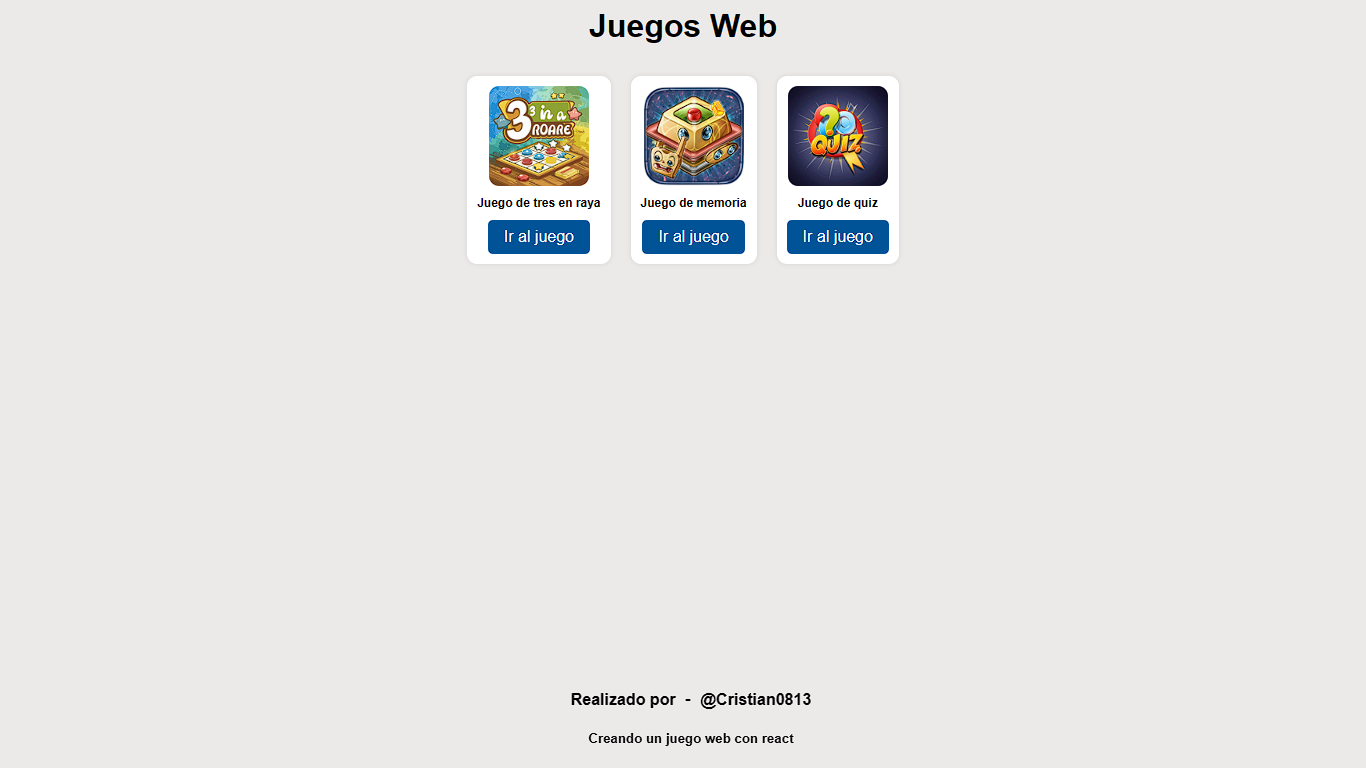 Juegos Web
3 3 in a
ROARE
QUIZ
Juego de tres en raya
Juego de memoria
Juego de quiz
Ir al juego
Ir al juego
Ir al juego
Realizado por - @Cristian0813
Creando un juego web con react